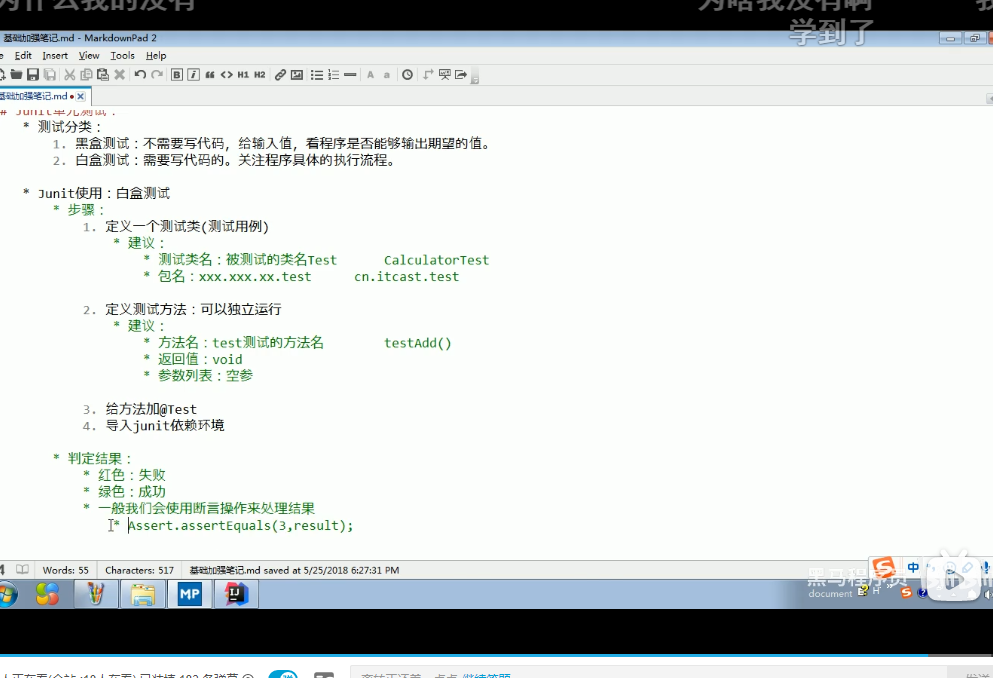 为什么我的没有
为啥我没有啊
学到了
基础加强笔记.md - MarkdownPad 2
Edit Insert View Tools Help
B i H1 H2 A a
基础加强笔记.md
# Junit单元测试：
* 测试分类：
1. 黑盒测试：不需要写代码，给输入值，看程序是否能够输出期望的值。
2. 白盒测试：需要写代码的。关注程序具体的执行流程。
* Junit使用：白盒测试
* 步骤：
1. 定义一个测试类(测试用例)
* 建议：
* 测试类名：被测试的类名Test CalculatorTest
* 包名：xxx.xxx.xx.test cn.itcast.test
2. 定义测试方法：可以独立运行
* 建议：
* 方法名：test测试的方法名 testAdd()
* 返回值：void
* 参数列表：空参
3. 给方法加@Test
4. 导入junit依赖环境
* 判定结果：
* 红色：失败
* 绿色：成功
* 一般我们会使用断言操作来处理结果
* Assert.assertEquals(3,result);
Words: 55 Characters: 517 基础加强笔记.md saved at 5/25/2018 6:27:31 PM
中
MP
IJ
黑马程序员
document